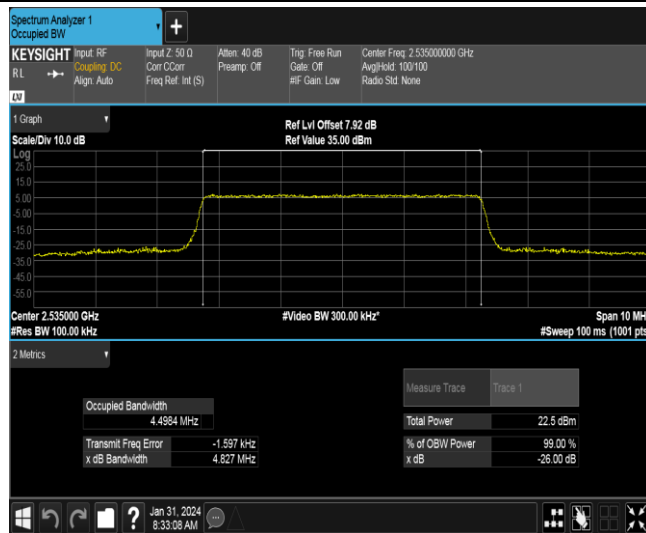 Spectrum Analyzer 1
Occupied BW
+
KEYSIGHT Input: RF Input Z: 50 Ω Atten: 40 dB Trig: Free Run Center Freq: 2.535000000 GHz
RL Coupling: DC Corr CCorr Preamp: Off Gate: Off Avg|Hold: 100/100
Align: Auto Freq Ref: Int (S) #IF Gain: Low Radio Std: None
LXI
1 Graph
Ref Lvl Offset 7.92 dB
Scale/Div 10.0 dB Ref Value 35.00 dBm
Log
25.0
15.0
5.00
-5.00
-15.0
-25.0
-35.0
-45.0
-55.0
Center 2.535000 GHz #Video BW 300.00 kHz* Span 10 MH
#Res BW 100.00 kHz #Sweep 100 ms (1001 pts
2 Metrics
Measure Trace Trace 1
Occupied Bandwidth
4.4984 MHz Total Power 22.5 dBm
Transmit Freq Error -1.597 kHz % of OBW Power 99.00 %
x dB Bandwidth 4.827 MHz x dB -26.00 dB
? Jan 31, 2024
8:33:08 AM